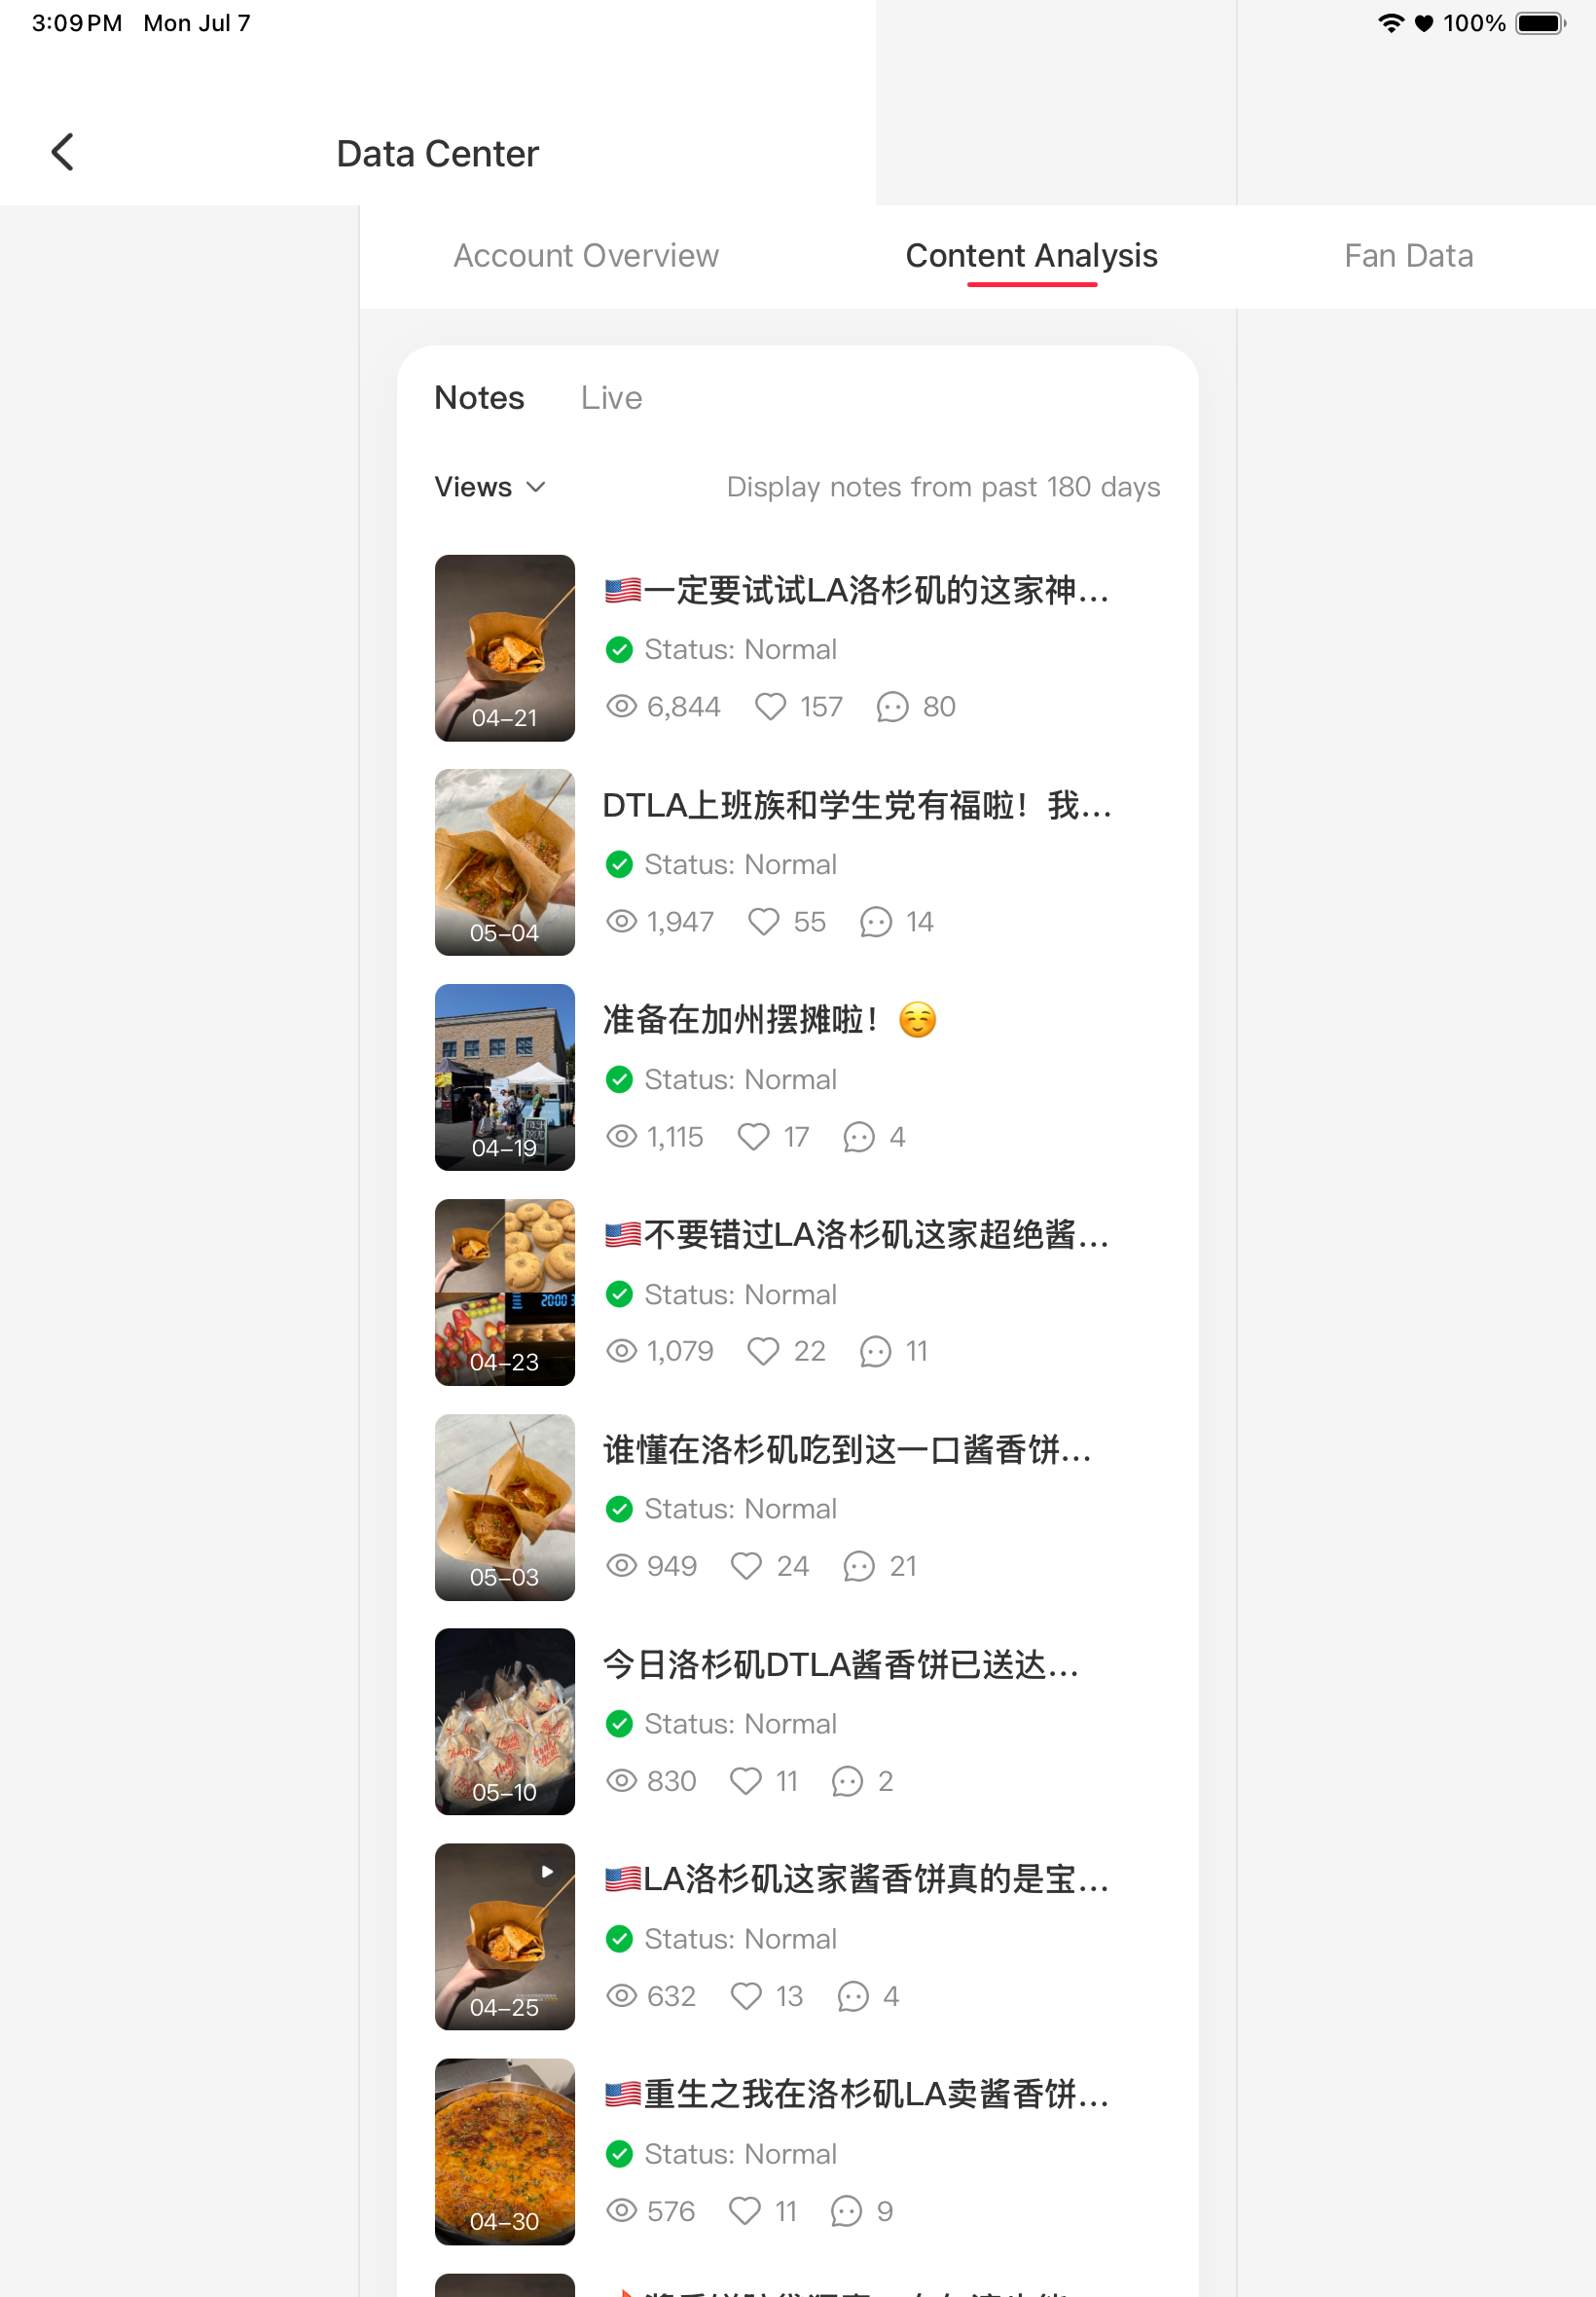 3:09 PM Mon Jul 7 100%
Data Center
Account Overview Content Analysis Fan Data
Notes Live
Views Display notes from past 180 days
🇺🇸一定要试试LA洛杉矶的这家神...
Status: Normal
6,844 157 80
04-21
DTLA上班族和学生党有福啦！我...
Status: Normal
1,947 55 14
05-04
准备在加州摆摊啦！☺️
Status: Normal
1,115 17 4
04-19
🇺🇸不要错过LA洛杉矶这家超绝酱...
Status: Normal
1,079 22 11
04-23
谁懂在洛杉矶吃到这一口酱香饼...
Status: Normal
949 24 21
05-03
今日洛杉矶DTLA酱香饼已送达...
Status: Normal
830 11 2
05-10
🇺🇸LA洛杉矶这家酱香饼真的是宝...
Status: Normal
632 13 4
04-25
🇺🇸重生之我在洛杉矶LA卖酱香饼...
Status: Normal
576 11 9
04-30